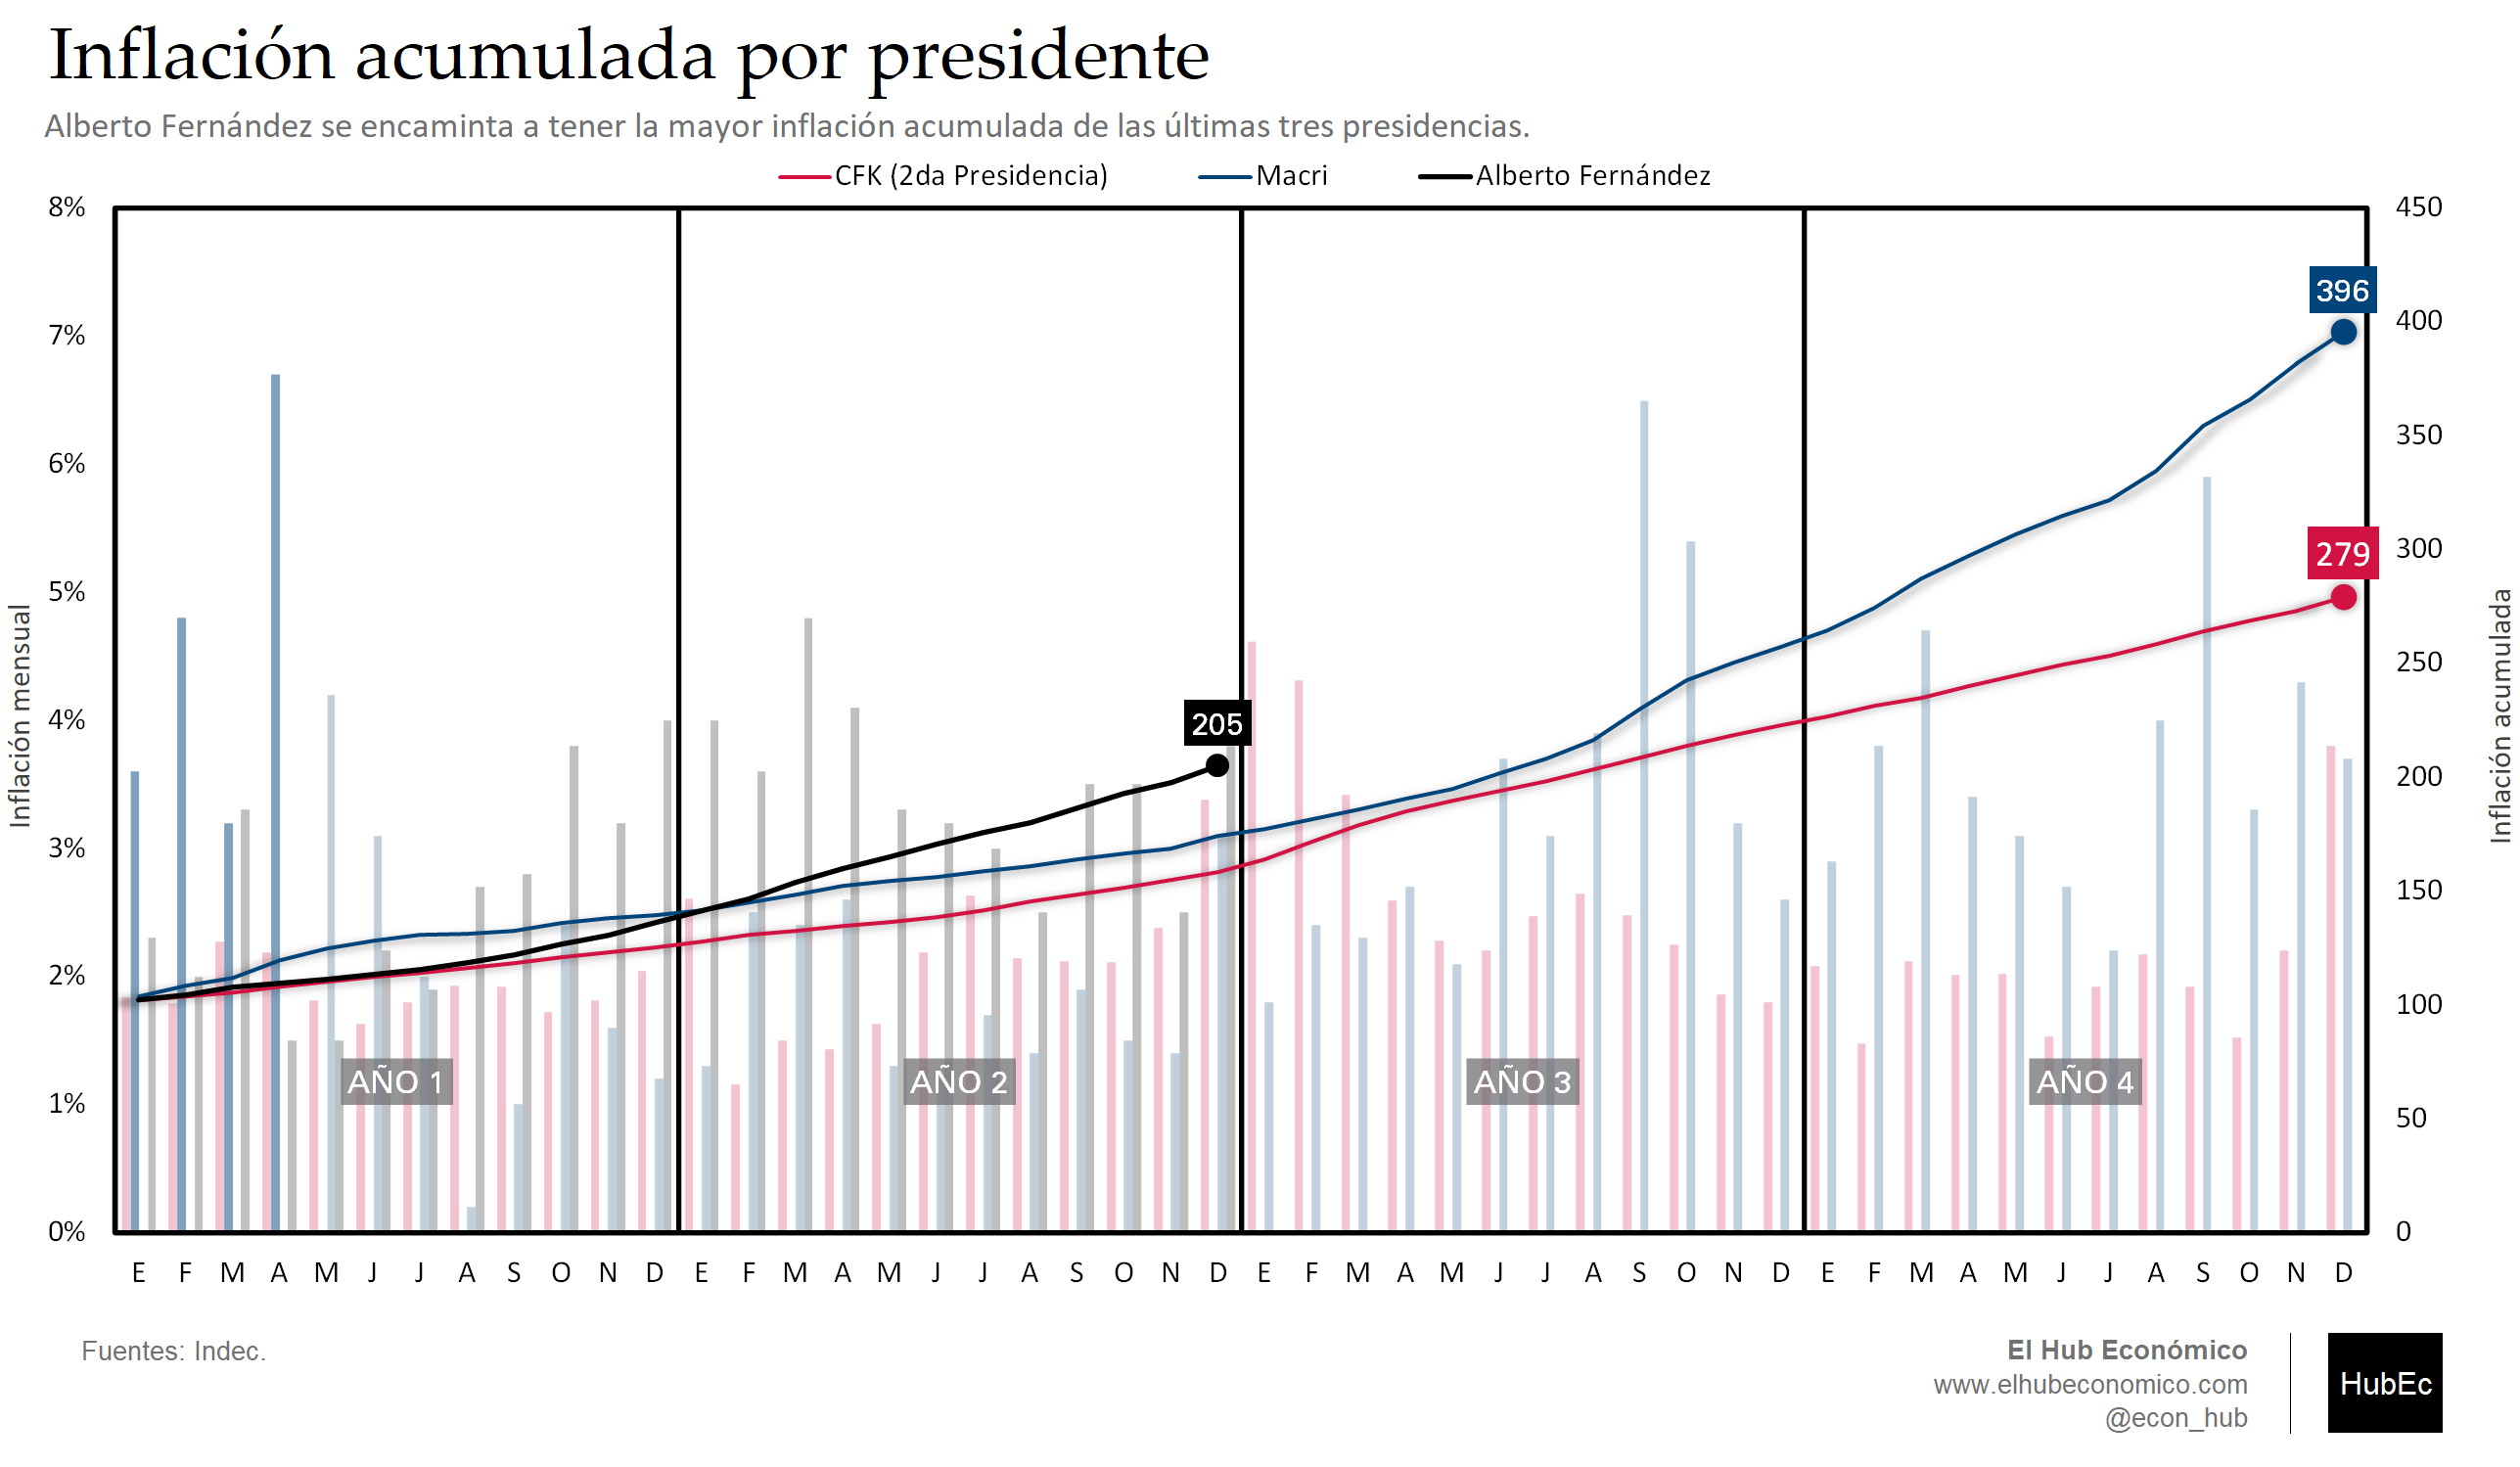 Inflación acumulada por presidente
Alberto Fernández se encaminta a tener la mayor inflación acumulada de las últimas tres presidencias.
CFK (2da Presidencia) Macri Alberto Fernández
8% 450
7% 400
6% 350
5% 300
4% 250
3% 200
2% 150
1% 100
0% 50
0
Inflación mensual
Inflación acumulada
396
279
205
AÑO 1 AÑO 2 AÑO 3 AÑO 4
E F M A M J J A S O N D E F M A M J J A S O N D E F M A M J J A S O N D E F M A M J J A S O N D
Fuentes: Indec.
El Hub Económico
www.elhubeconomico.com
@econ_hub
HubEc